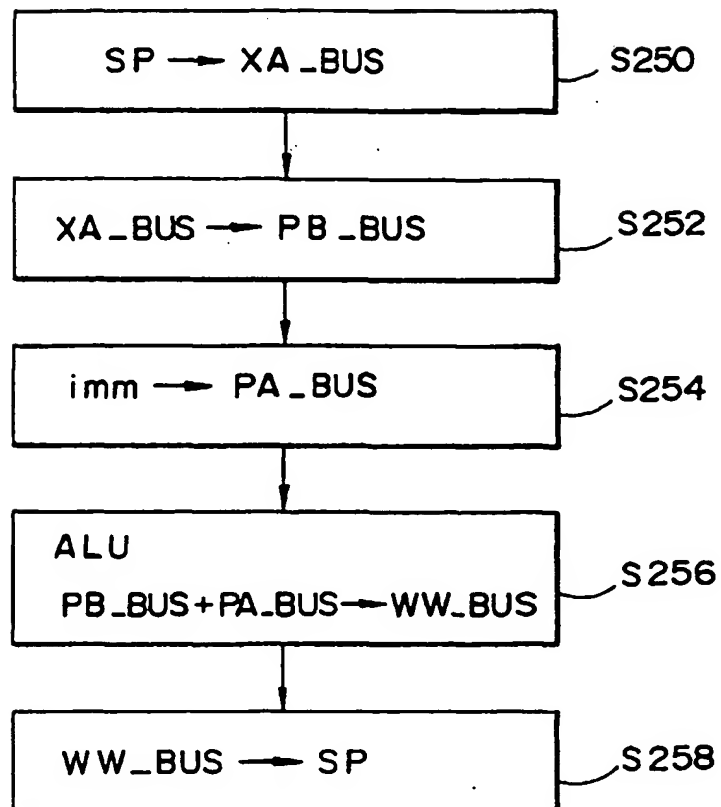 SP → XA_BUS
S250
XA_BUS → PB_BUS
S252
imm → PA_BUS
S254
ALU
PB_BUS+PA_BUS→WW_BUS
S256
WW_BUS → SP
S258